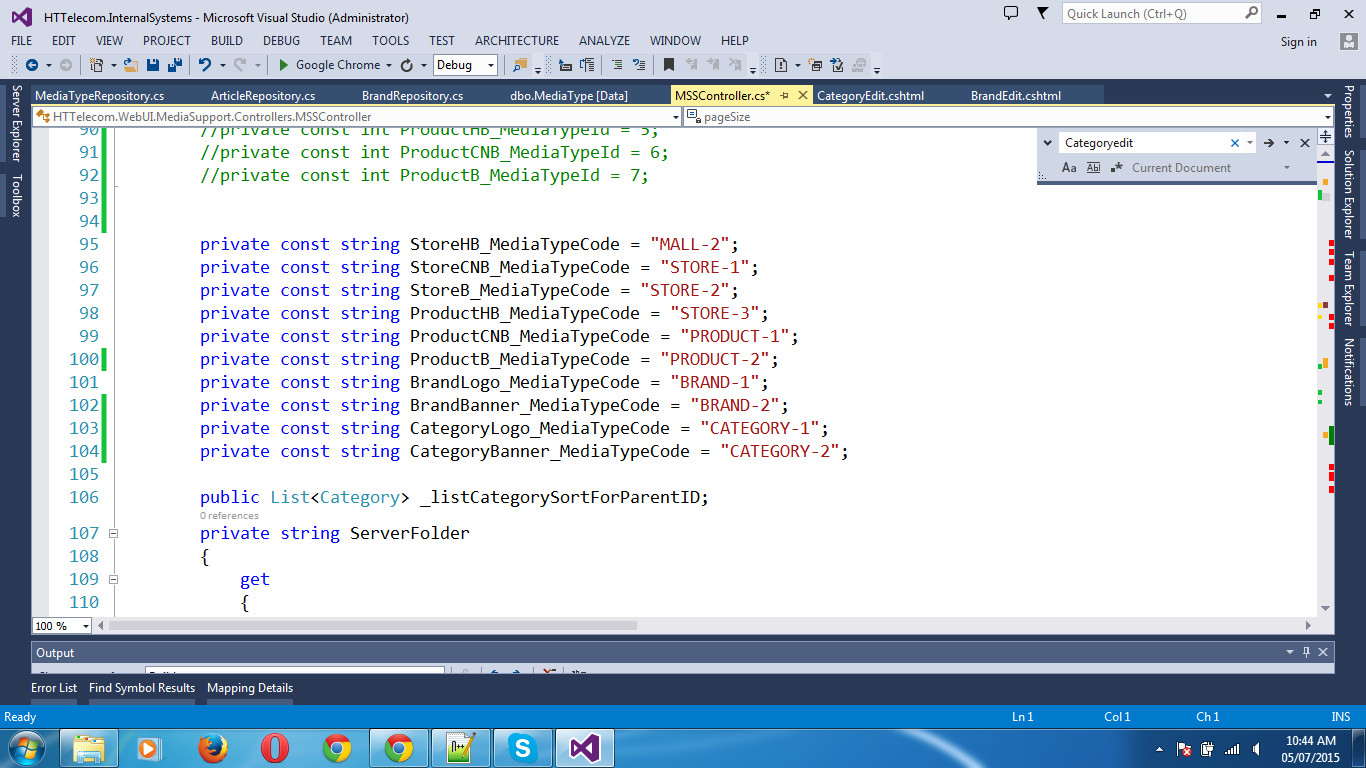 HTTelecom.InternalSystems - Microsoft Visual Studio (Administrator)
Quick Launch (Ctrl+Q)
FILE EDIT VIEW PROJECT BUILD DEBUG TEAM TOOLS TEST ARCHITECTURE ANALYZE WINDOW HELP
Sign in
Google Chrome Debug
MediaTypeRepository.cs ArticleRepository.cs BrandRepository.cs dbo.MediaType [Data] MSSController.cs* CategoryEdit.cshtml BrandEdit.cshtml
HTTelecom.WebUI.MediaSupport.Controllers.MSSController pageSize
Server Explorer
Toolbox
Properties
Solution Explorer
Team Explorer
Notifications
Categoryedit
Aa Ab Current Document
90 //private const int ProductHB_MediaTypeId = 5;
91 //private const int ProductCNB_MediaTypeId = 6;
92 //private const int ProductB_MediaTypeId = 7;
93
94
95 private const string StoreHB_MediaTypeCode = "MALL-2";
96 private const string StoreCNB_MediaTypeCode = "STORE-1";
97 private const string StoreB_MediaTypeCode = "STORE-2";
98 private const string ProductHB_MediaTypeCode = "STORE-3";
99 private const string ProductCNB_MediaTypeCode = "PRODUCT-1";
100 private const string ProductB_MediaTypeCode = "PRODUCT-2";
101 private const string BrandLogo_MediaTypeCode = "BRAND-1";
102 private const string BrandBanner_MediaTypeCode = "BRAND-2";
103 private const string CategoryLogo_MediaTypeCode = "CATEGORY-1";
104 private const string CategoryBanner_MediaTypeCode = "CATEGORY-2";
105
106 public List<Category> _listCategorySortForParentID;
0 references
107 private string ServerFolder
108 {
109 get
110 {
100 %
Output
Error List Find Symbol Results Mapping Details
Ready Ln 1 Col 1 Ch 1 INS
10:44 AM
05/07/2015